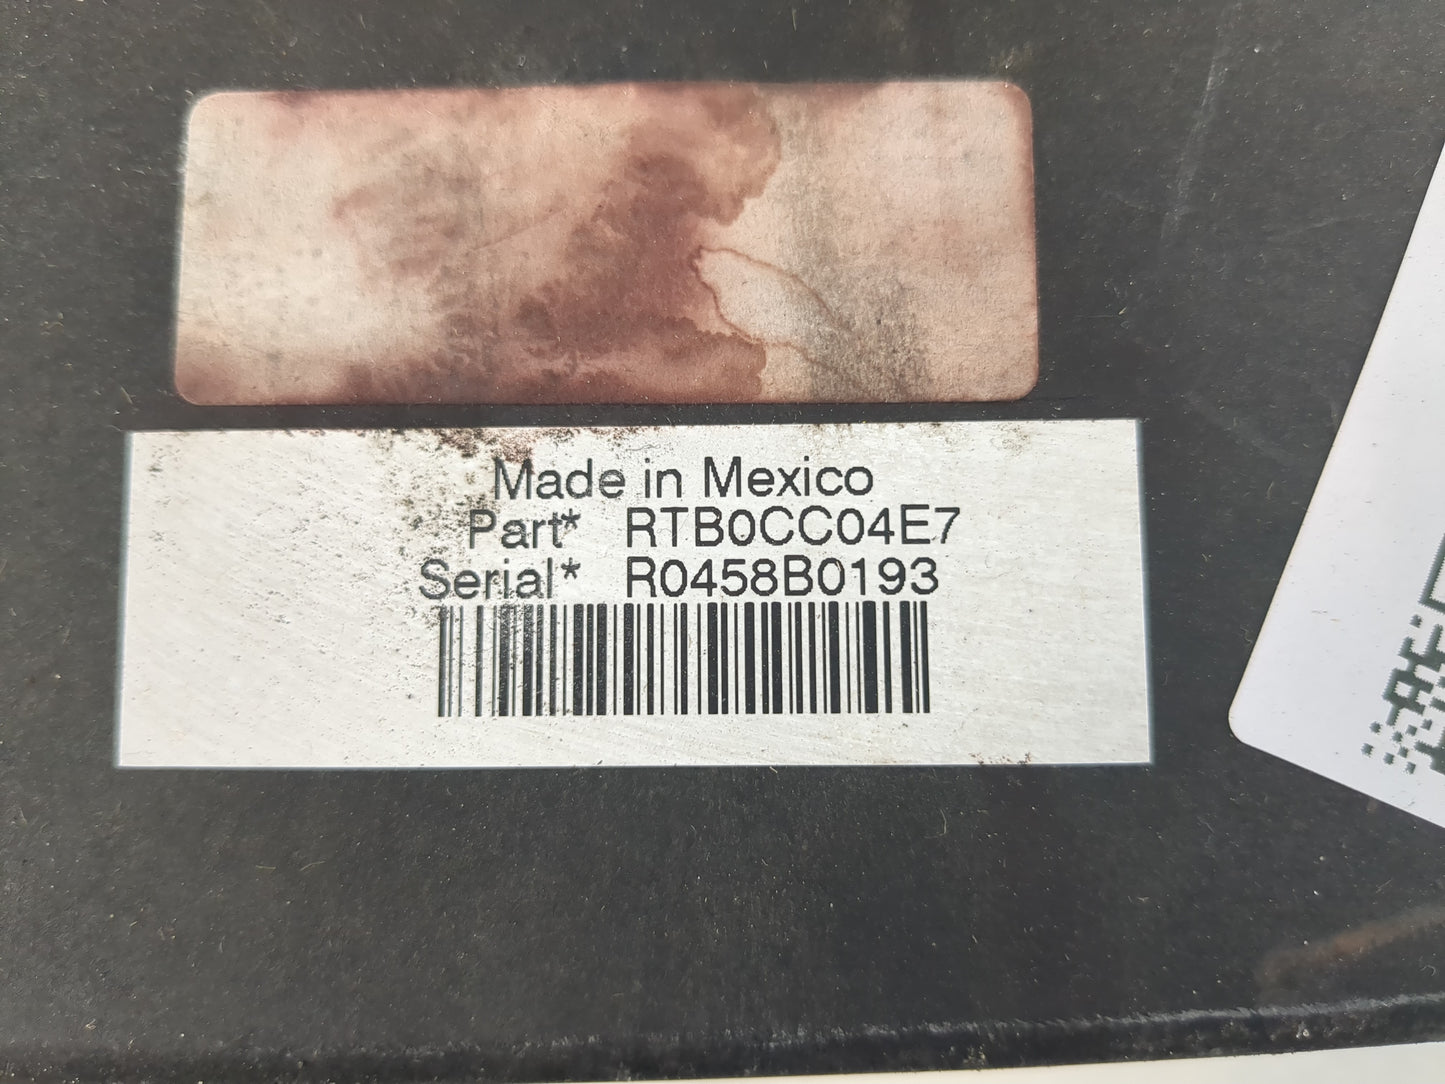 Made in Mexico
Part* RTB0CC04E7
Serial* R0458B0193